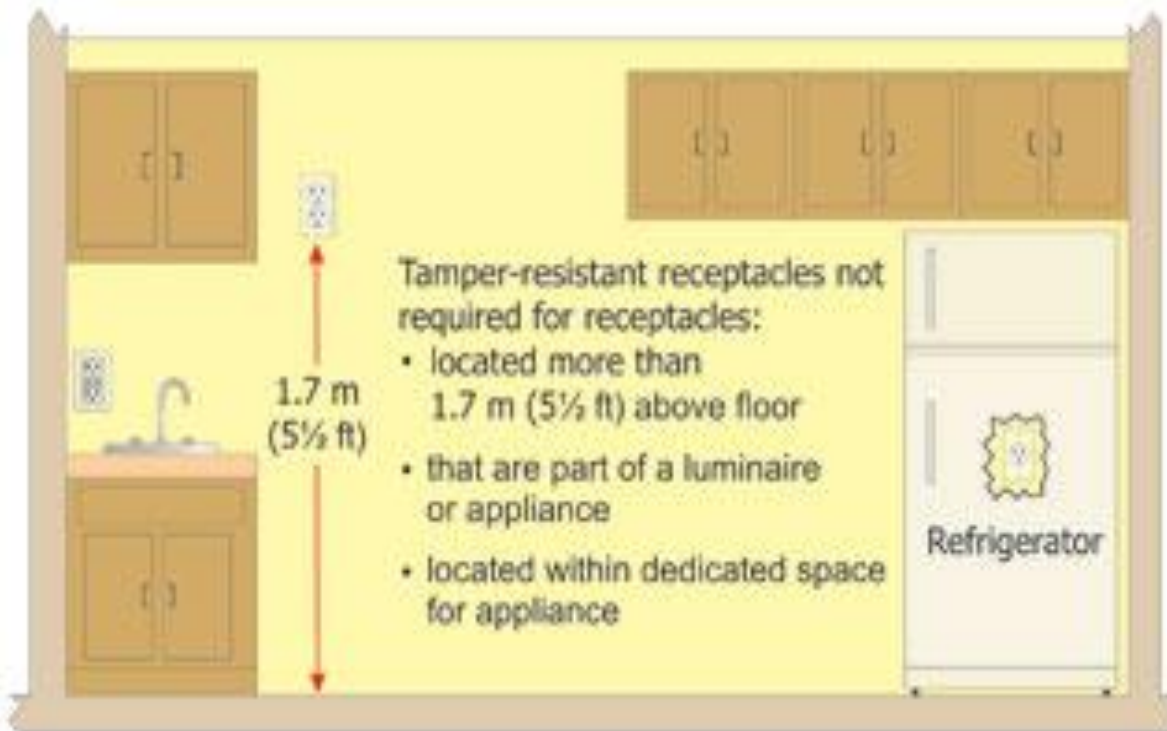 Tamper-resistant receptacles not
required for receptacles:
• located more than
1.7 m (5½ ft) above floor
• that are part of a luminaire
or appliance
• located within dedicated space
for appliance
1.7 m
(5½ ft)
Refrigerator